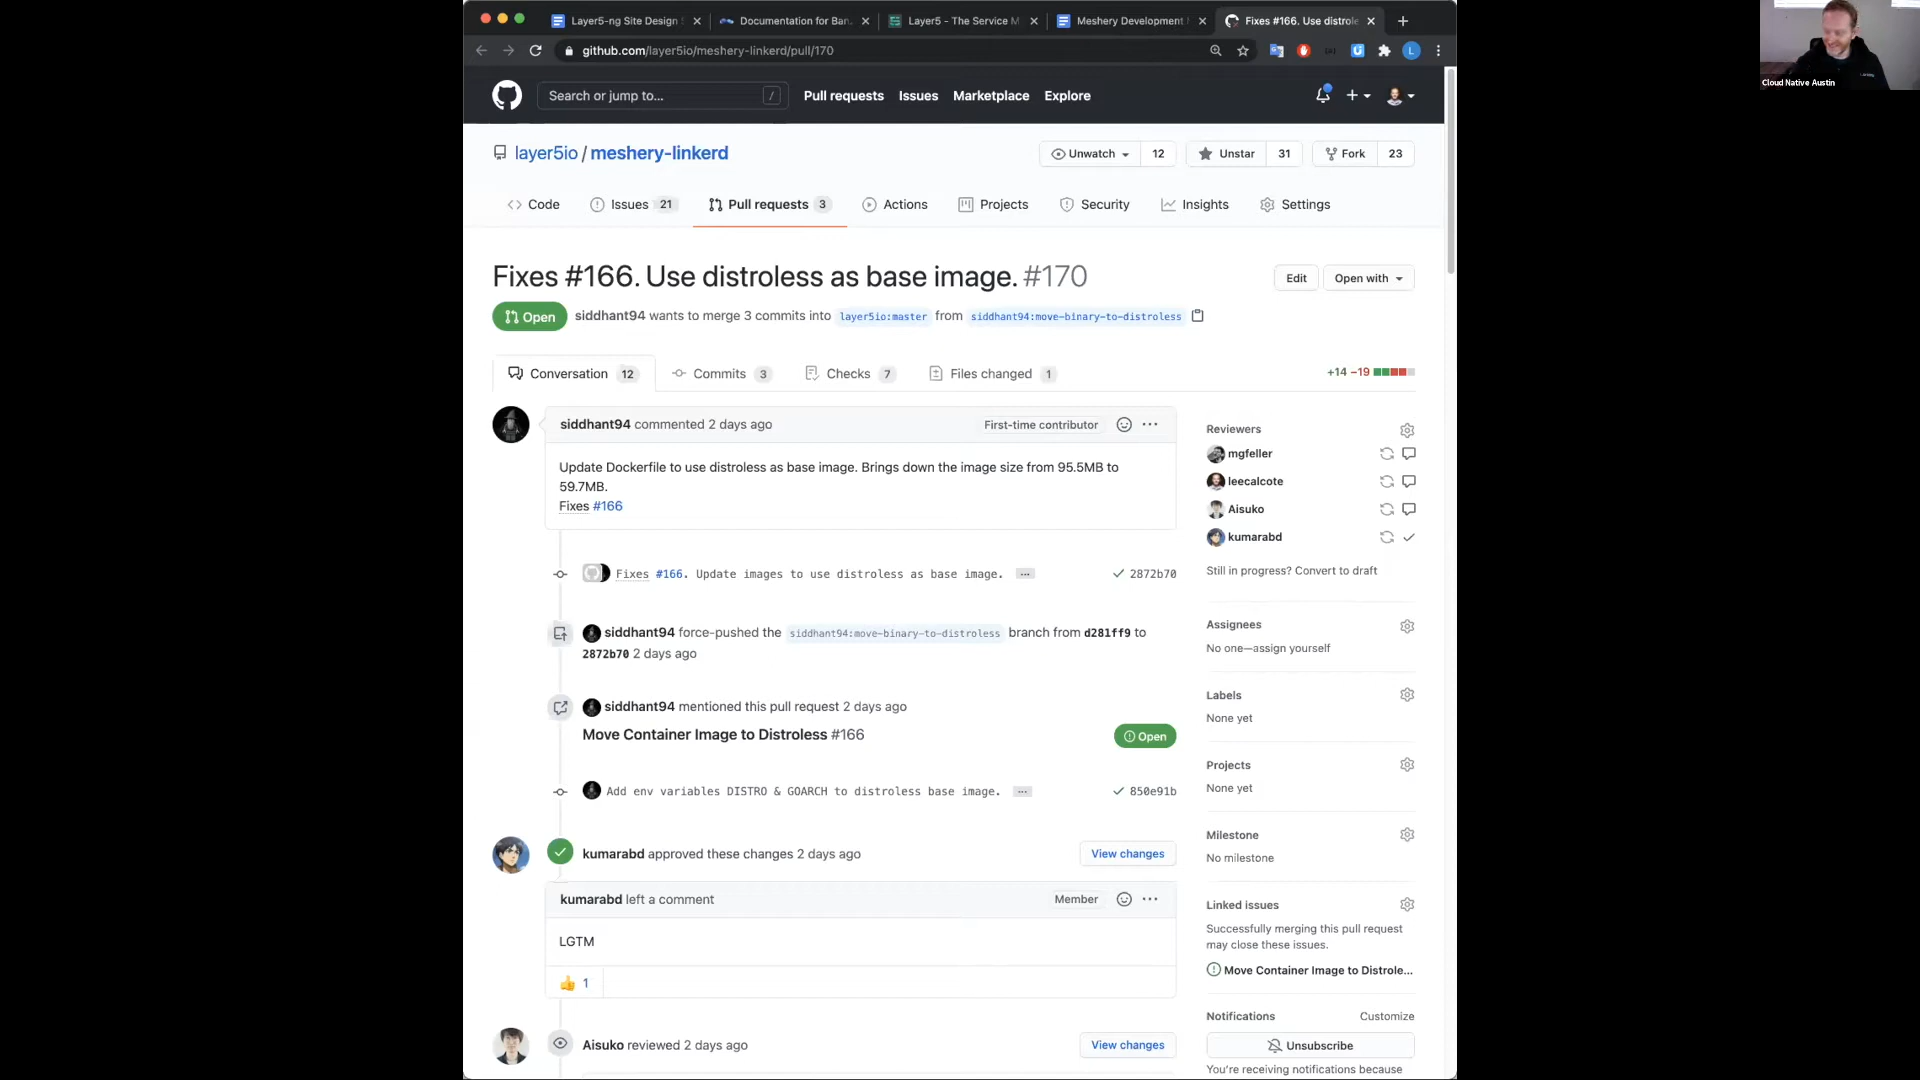 Layer5-ng Site Design
Documentation for Ban
Layer5 - The Service M
Meshery Development
Fixes #166. Use distrole
github.com/layer5io/meshery-linkerd/pull/170
Cloud Native Austin
Search or jump to...
/
Pull requests
Issues
Marketplace
Explore
layer5io / meshery-linkerd
Unwatch 12
Unstar 31
Fork 23
Code
Issues 21
Pull requests 3
Actions
Projects
Security
Insights
Settings
Fixes #166. Use distroless as base image. #170
Edit
Open with
Open
siddhant94 wants to merge 3 commits into layer5io:master from siddhant94:move-binary-to-distroless
Conversation 12
Commits 3
Checks 7
Files changed 1
+14 −19
siddhant94 commented 2 days ago
First-time contributor
Update Dockerfile to use distroless as base image. Brings down the image size from 95.5MB to
59.7MB.
Fixes #166
Fixes #166. Update images to use distroless as base image. ...
2872b70
siddhant94 force-pushed the siddhant94:move-binary-to-distroless branch from d281ff9 to
2872b70 2 days ago
siddhant94 mentioned this pull request 2 days ago
Move Container Image to Distroless #166
Open
Add env variables DISTRO & GOARCH to distroless base image. ...
850e91b
kumarabd approved these changes 2 days ago
View changes
kumarabd left a comment
Member
LGTM
👍 1
Aisuko reviewed 2 days ago
View changes
Reviewers
mgfeller
leecalcote
Aisuko
kumarabd
Still in progress? Convert to draft
Assignees
No one—assign yourself
Labels
None yet
Projects
None yet
Milestone
No milestone
Linked issues
Successfully merging this pull request
may close these issues.
Move Container Image to Distrole...
Notifications
Customize
Unsubscribe
You're receiving notifications because